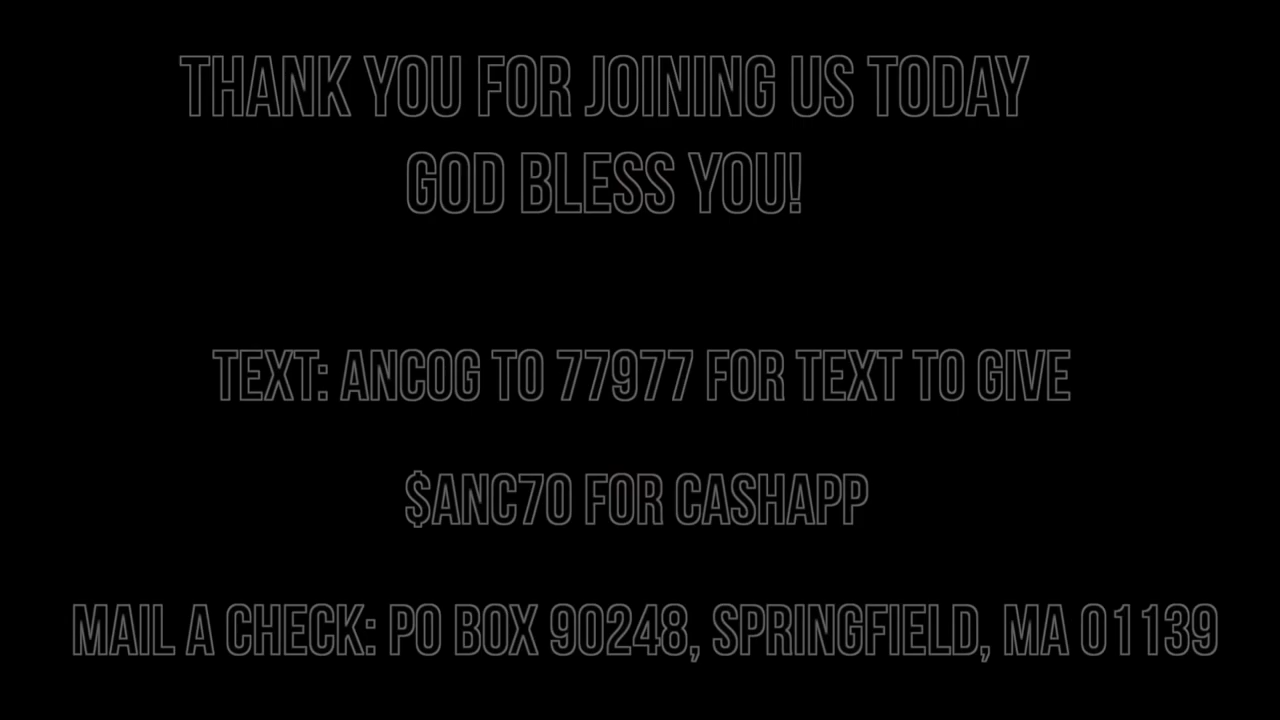 THANK YOU FOR JOINING US TODAY
GOD BLESS YOU!
TEXT: ANCOG TO 77977 FOR TEXT TO GIVE
$ANC70 FOR CASHAPP
MAIL A CHECK: PO BOX 90248, SPRINGFIELD, MA 01139